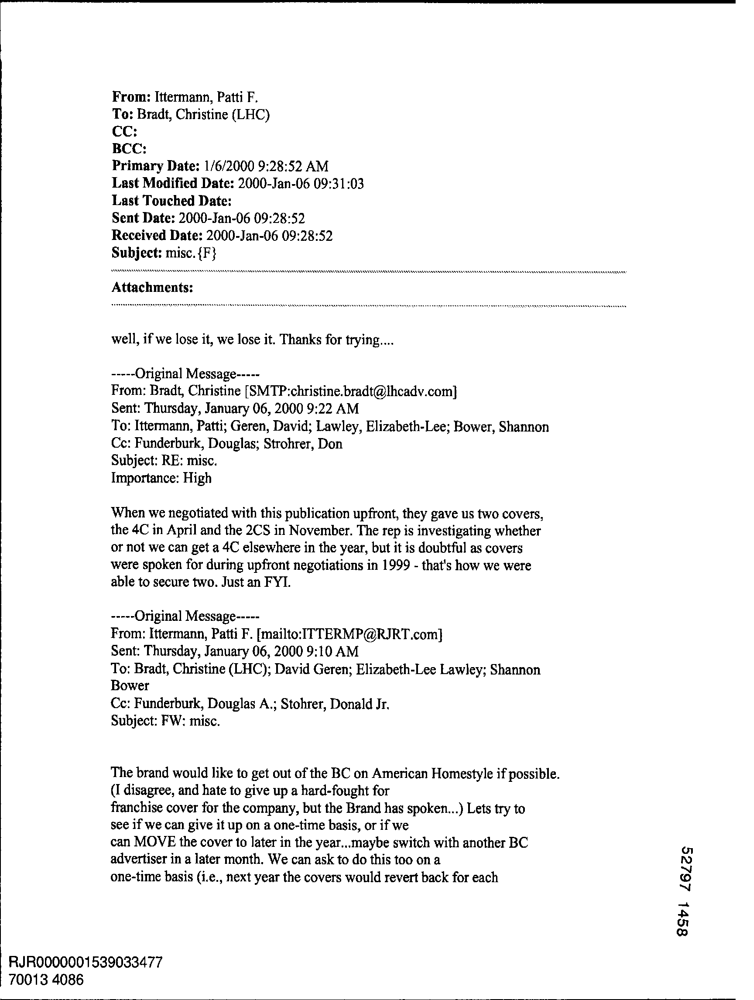 From: Ittermann, Patti F.
To: Bradt, Christine (LHC)
CC:
BCC:
Primary Date: 1/6/2000 9:28:52 AM
Last Modified Date: 2000-Jan-06 09:31:03
Last Touched Date:
Sent Date: 2000-Jan-06 09:28:52
Received Date: 2000-Jan-06 09:28:52
Subject: misc.{F}
Attachments:
well, if we lose it, we lose it. Thanks for trying....
-----Original Message-----
From: Bradt, Christine [SMTP:christine.bradt@lhcadv.com]
Sent: Thursday, January 06, 2000 9:22 AM
To: Ittermann, Patti; Geren, David; Lawley, Elizabeth-Lee; Bower, Shannon
Cc: Funderburk, Douglas; Strohrer, Don
Subject: RE: misc.
Importance: High
When we negotiated with this publication upfront, they gave us two covers,
the 4C in April and the 2CS in November. The rep is investigating whether
or not we can get a 4C elsewhere in the year, but it is doubtful as covers
were spoken for during upfront negotiations in 1999 - that's how we were
able to secure two. Just an FYI.
-----Original Message-----
From: Ittermann, Patti F. [mailto:ITTERMP@RJRT.com]
Sent: Thursday, January 06, 2000 9:10 AM
To: Bradt, Christine (LHC); David Geren; Elizabeth-Lee Lawley; Shannon
Bower
Cc: Funderburk, Douglas A.; Stohrer, Donald Jr.
Subject: FW: misc.
The brand would like to get out of the BC on American Homestyle if possible.
(I disagree, and hate to give up a hard-fought for
franchise cover for the company, but the Brand has spoken...) Lets try to
see if we can give it up on a one-time basis, or if we
can MOVE the cover to later in the year...maybe switch with another BC
advertiser in a later month. We can ask to do this too on a
one-time basis (i.e., next year the covers would revert back for each
52797 1458
RJR0000001539033477
70013 4086